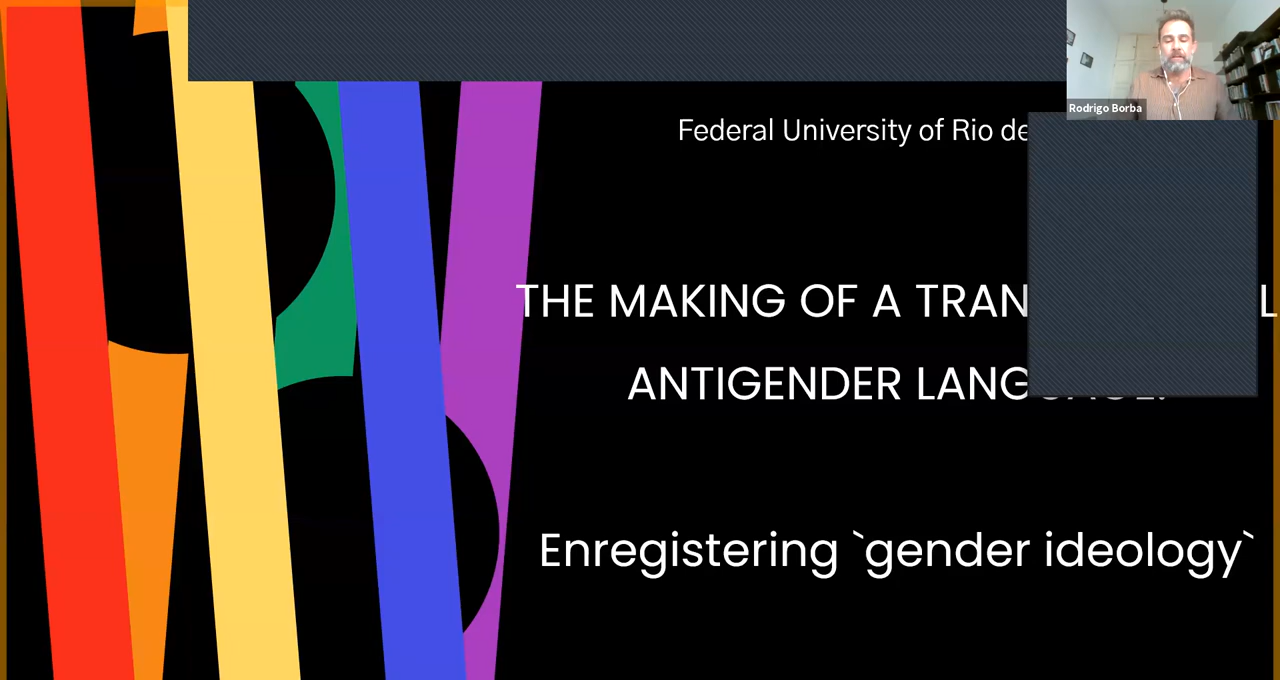 Rodrigo Borba
Federal University of Rio de
THE MAKING OF A TRAN L
ANTIGENDER LANG
Enregistering `gender ideology`